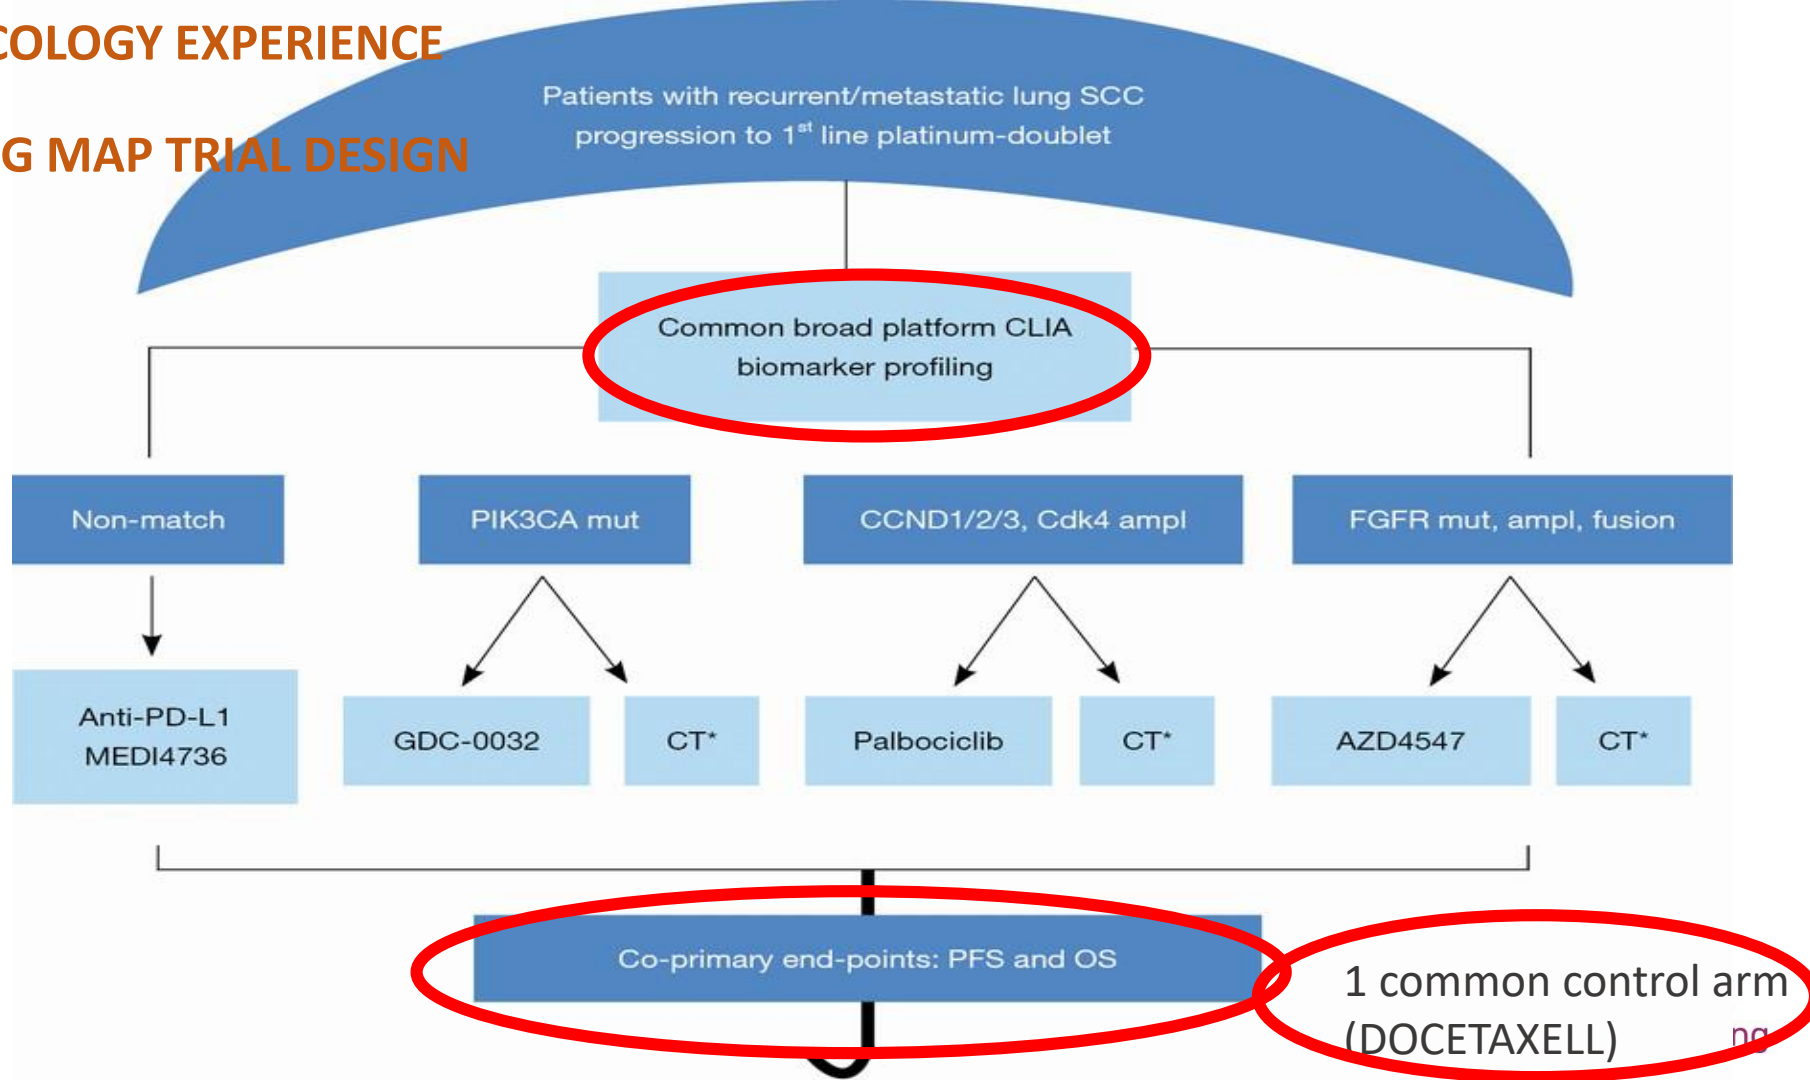 COLOGY EXPERIENCE
G MAP TRIAL DESIGN
Patients with recurrent/metastatic lung SCC
progression to 1st line platinum-doublet
Common broad platform CLIA
biomarker profiling
Non-match
PIK3CA mut
CCND1/2/3, Cdk4 ampl
FGFR mut, ampl, fusion
Anti-PD-L1
MEDI4736
GDC-0032
CT*
Palbociclib
CT*
AZD4547
CT*
Co-primary end-points: PFS and OS
1 common control arm
(DOCETAXELL)
ng